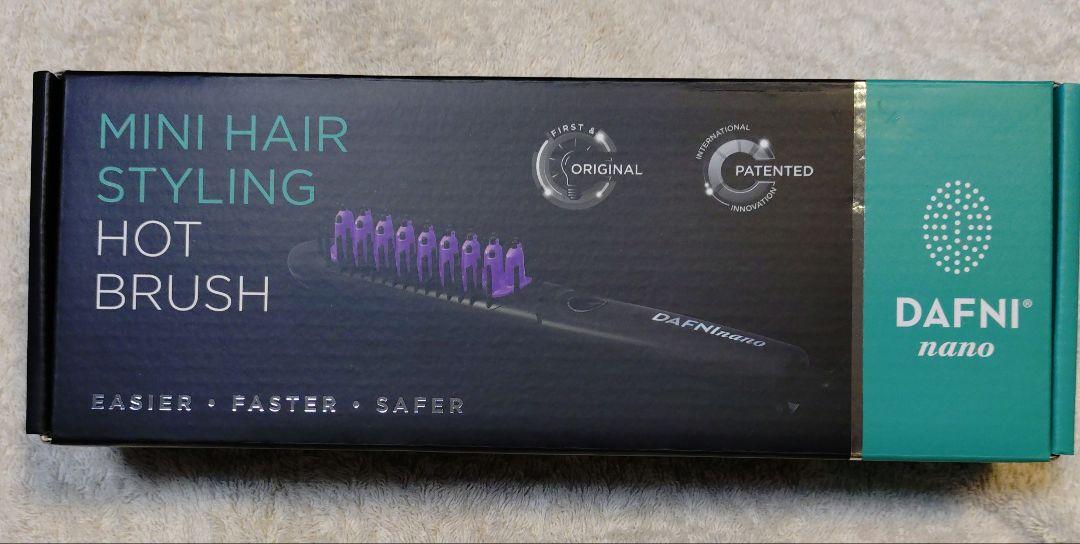 MINI HAIR
STYLING
HOT
BRUSH
FIRST &
ORIGINAL
INTERNATIONAL
PATENTED
INNOVATION
DAFNInano
EASIER • FASTER • SAFER
DAFNI®
nano